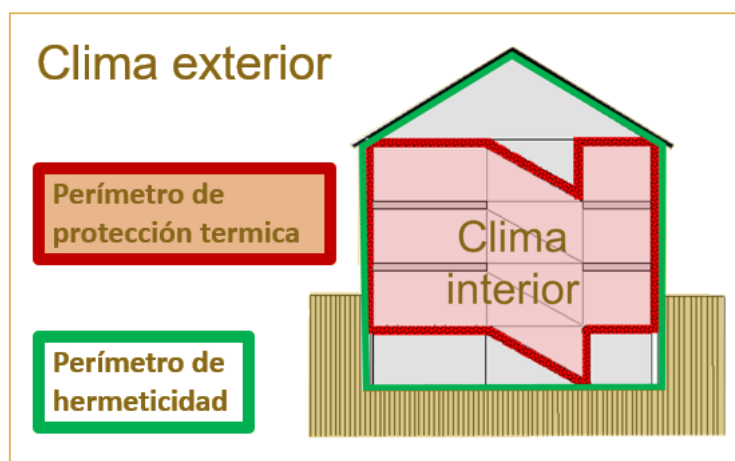 Clima exterior
Perímetro de
protección termica
Clima
interior
Perímetro de
hermeticidad